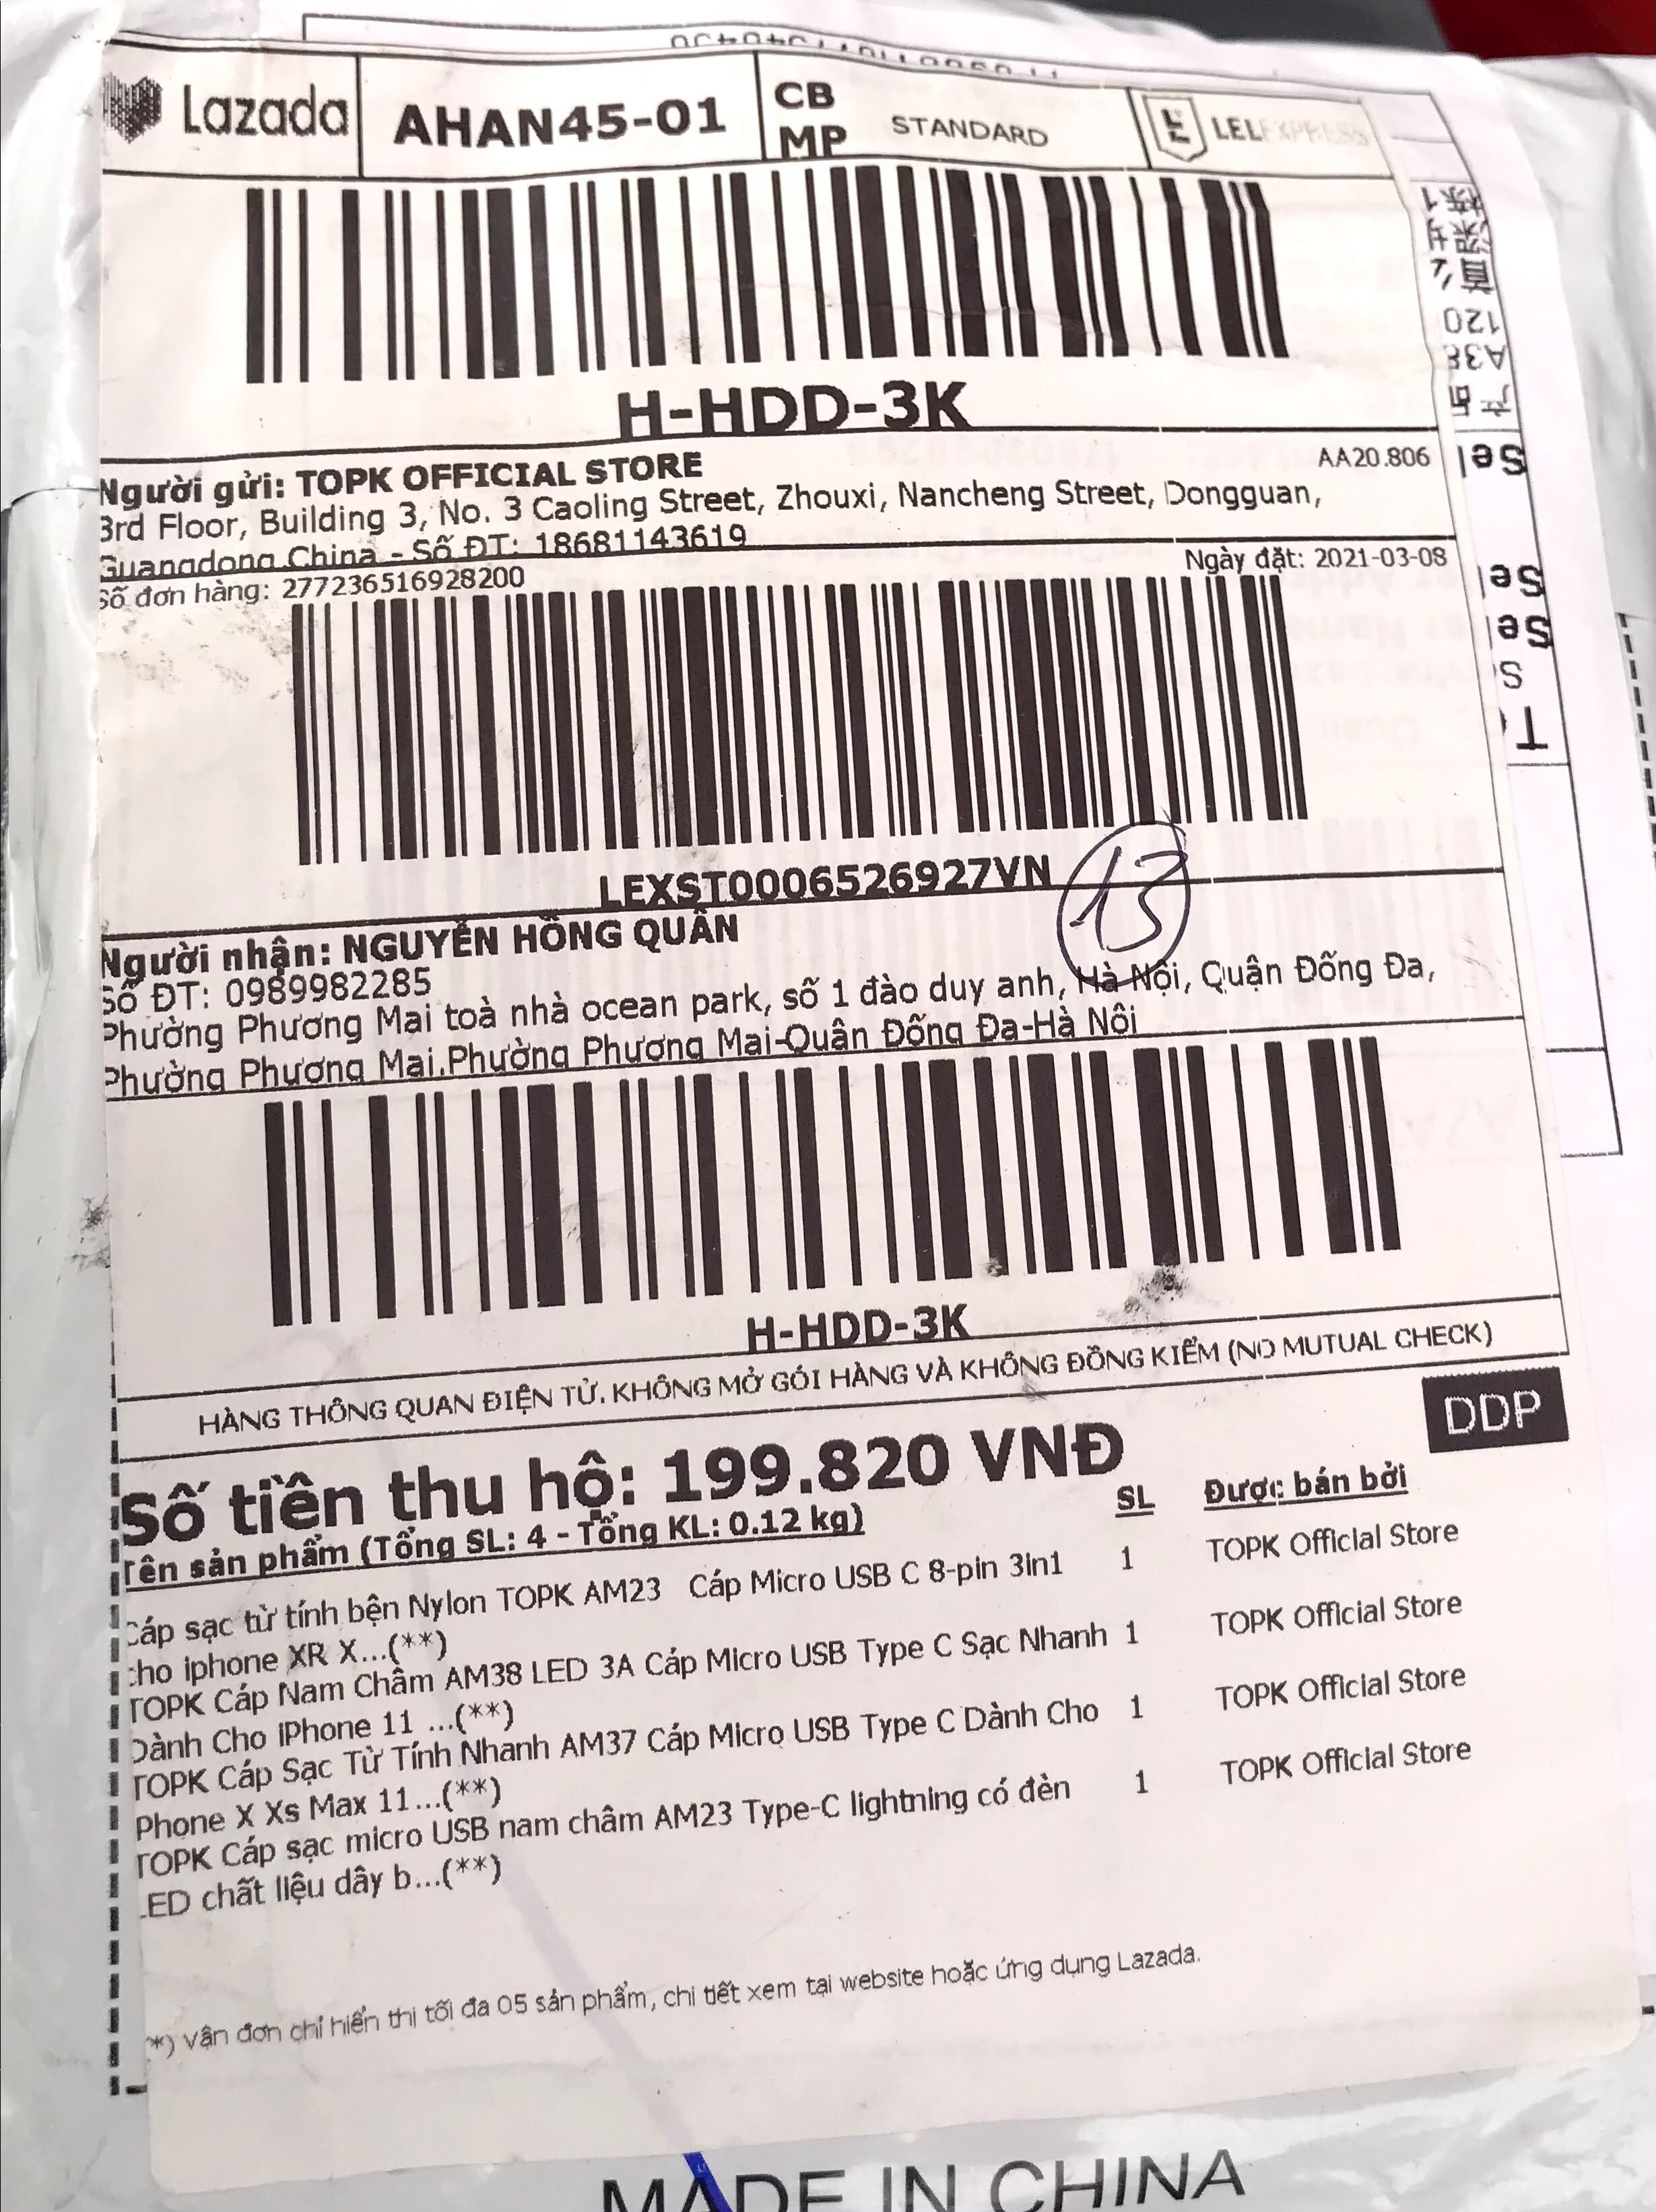 Lazada
AHAN45-01
CB
MP
STANDARD
LEL EXPRESS
H-HDD-3K
Người gửi: TOPK OFFICIAL STORE
AA20.806
3rd Floor, Building 3, No. 3 Caoling Street, Zhouxi, Nancheng Street, Dongguan,
Guangdong,China - Số ĐT: 18681143619
Số đơn hàng: 277236516928200
Ngày đặt: 2021-03-08
LEXST0006526927VN
13
Người nhận: NGUYỄN HỒNG QUÂN
Số ĐT: 0989982285
Phường Phương Mai toà nhà ocean park, số 1 đào duy anh, Hà Nội, Quận Đống Đa,
Phường Phương Mai,Phường Phương Mai-Quận Đống Đa-Hà Nội
H-HDD-3K
HÀNG THÔNG QUAN ĐIỆN TỬ. KHÔNG MỞ GÓI HÀNG VÀ KHÔNG ĐỒNG KIỂM (NO MUTUAL CHECK)
DDP
Số tiền thu hộ: 199.820 VNĐ
Tên sản phẩm (Tổng SL: 4 - Tổng KL: 0.12 kg) SL Được bán bởi
Cáp sạc từ tính bện Nylon TOPK AM23 Cáp Micro USB C 8-pin 3in1 1 TOPK Official Store
cho iphone XR X...(**)
TOPK Cáp Nam Châm AM38 LED 3A Cáp Micro USB Type C Sạc Nhanh 1 TOPK Official Store
Dành Cho iPhone 11 ...(**)
TOPK Cáp Sạc Từ Tính Nhanh AM37 Cáp Micro USB Type C Dành Cho 1 TOPK Official Store
Phone X Xs Max 11...(**)
TOPK Cáp sạc micro USB nam châm AM23 Type-C lightning có đèn 1 TOPK Official Store
LED chất liệu dây b...(**)
*) vận đơn chỉ hiển thị tối đa 05 sản phẩm, chi tiết xem tại website hoặc ứng dụng Lazada.
MADE IN CHINA
120
A38
Sel
Sel
Sel